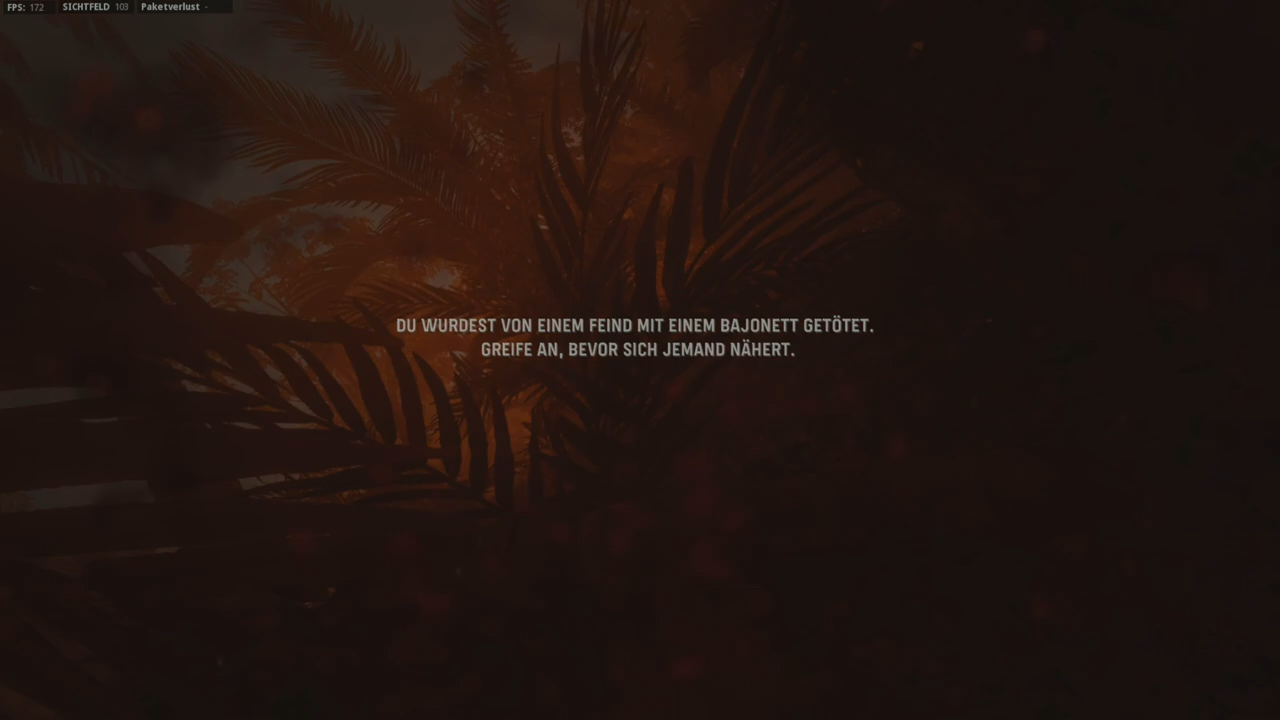 FPS: 172 SICHTFELD 103 Paketverlust -
DU WURDEST VON EINEM FEIND MIT EINEM BAJONETT GETÖTET.
GREIFE AN, BEVOR SICH JEMAND NÄHERT.